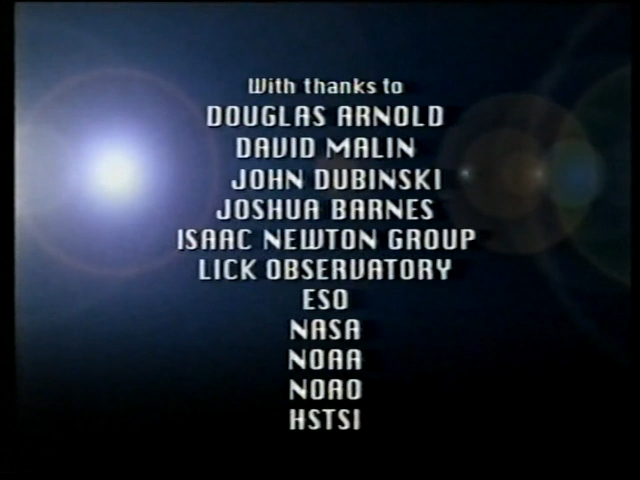 With thanks to
DOUGLAS ARNOLD
DAVID MALIN
JOHN DUBINSKI
JOSHUA BARNES
ISAAC NEWTON GROUP
LICK OBSERVATORY
ESO
NASA
NOAA
NOAO
HSTSI